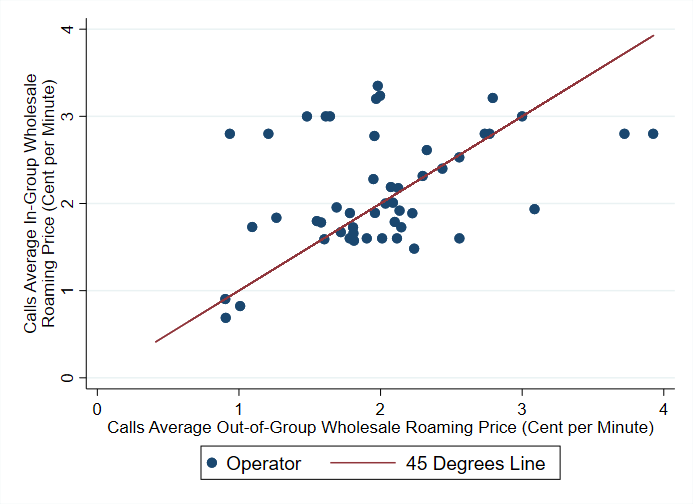 Calls Average In-Group Wholesale
Roaming Price (Cent per Minute)
4
3
2
1
0
0 1 2 3 4
Calls Average Out-of-Group Wholesale Roaming Price (Cent per Minute)
Operator 45 Degrees Line